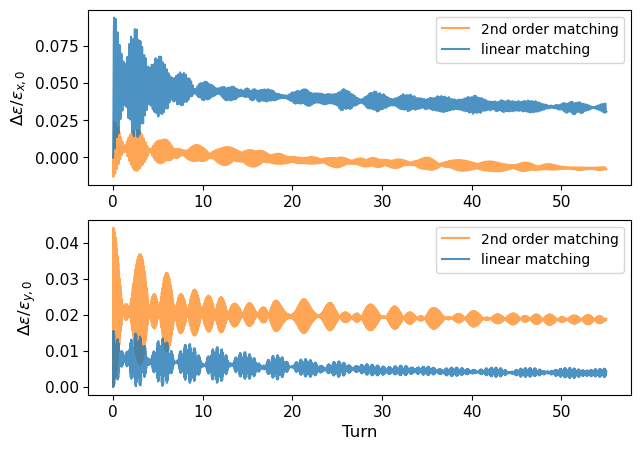 Δε/ε_{x,0}
0.075
0.050
0.025
0.000
2nd order matching
linear matching
0 10 20 30 40 50
Δε/ε_{y,0}
0.04
0.03
0.02
0.01
0.00
2nd order matching
linear matching
0 10 20 30 40 50
Turn